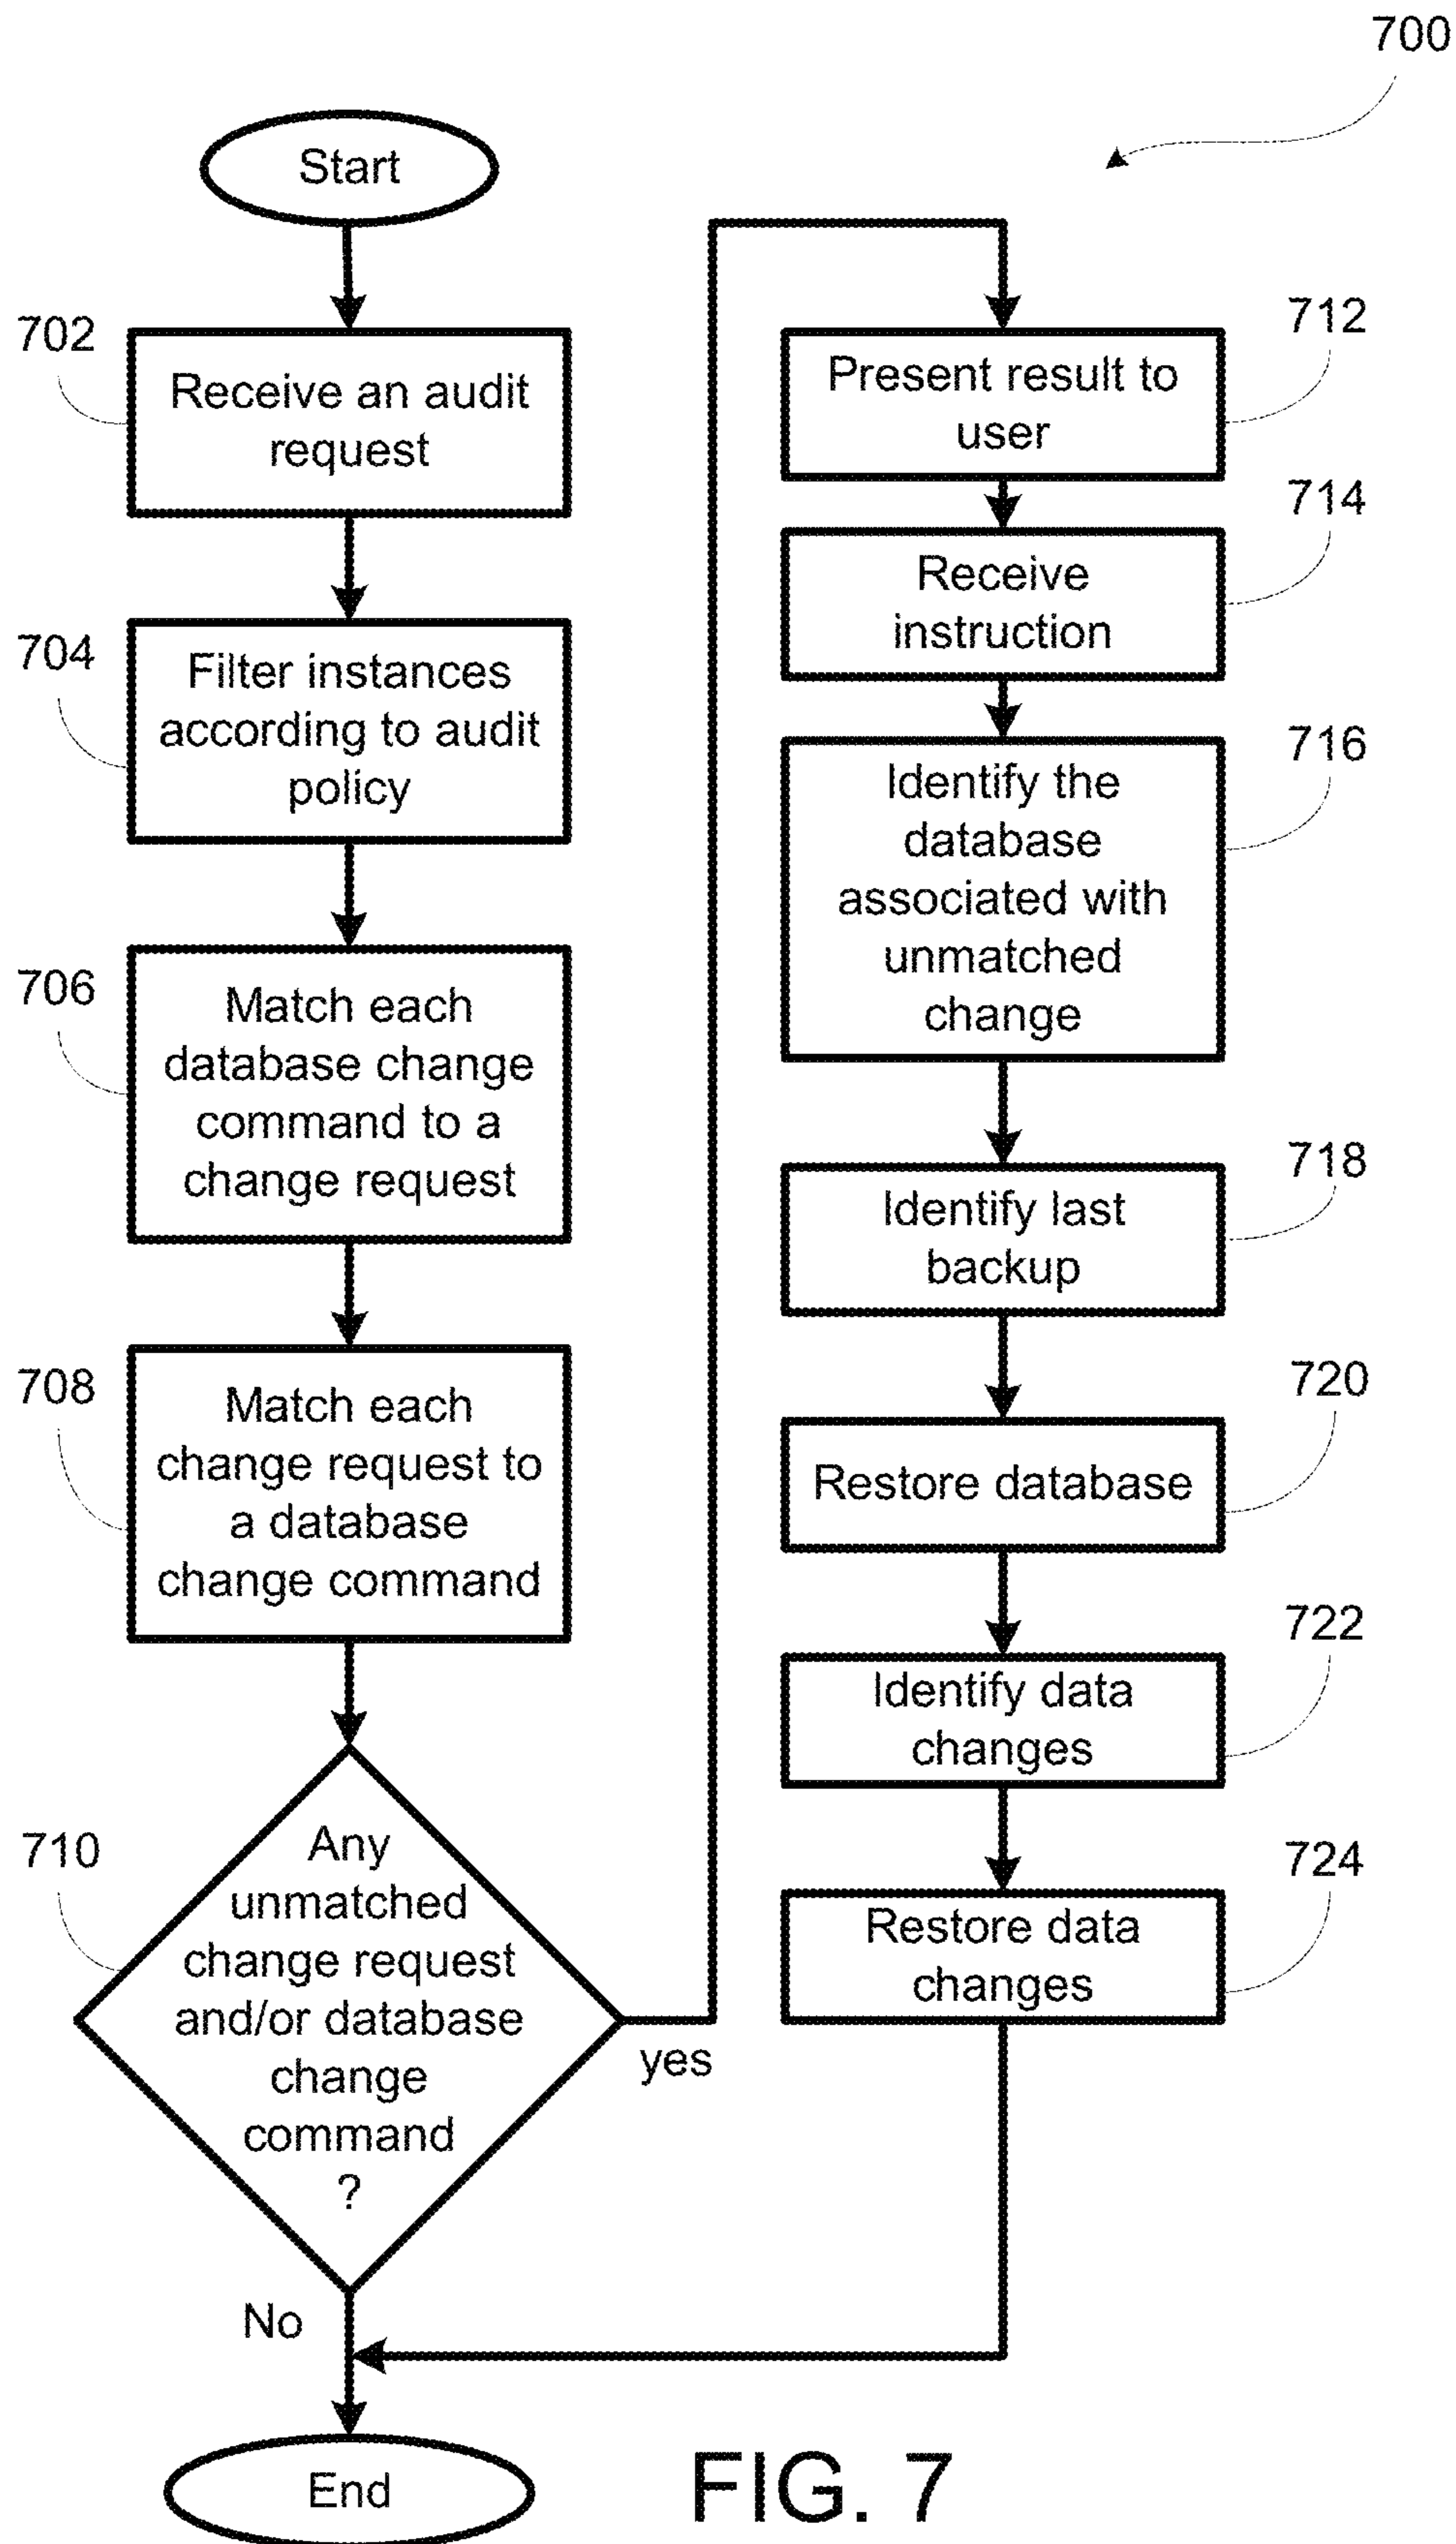 700
Start
702
Receive an audit
request
704
Filter instances
according to audit
policy
706
Match each
database change
command to a
change request
708
Match each
change request to
a database
change command
710
Any
unmatched
change request
and/or database
change
command
?
yes
No
End
712
Present result to
user
714
Receive
instruction
716
Identify the
database
associated with
unmatched
change
718
Identify last
backup
720
Restore database
722
Identify data
changes
724
Restore data
changes
FIG. 7